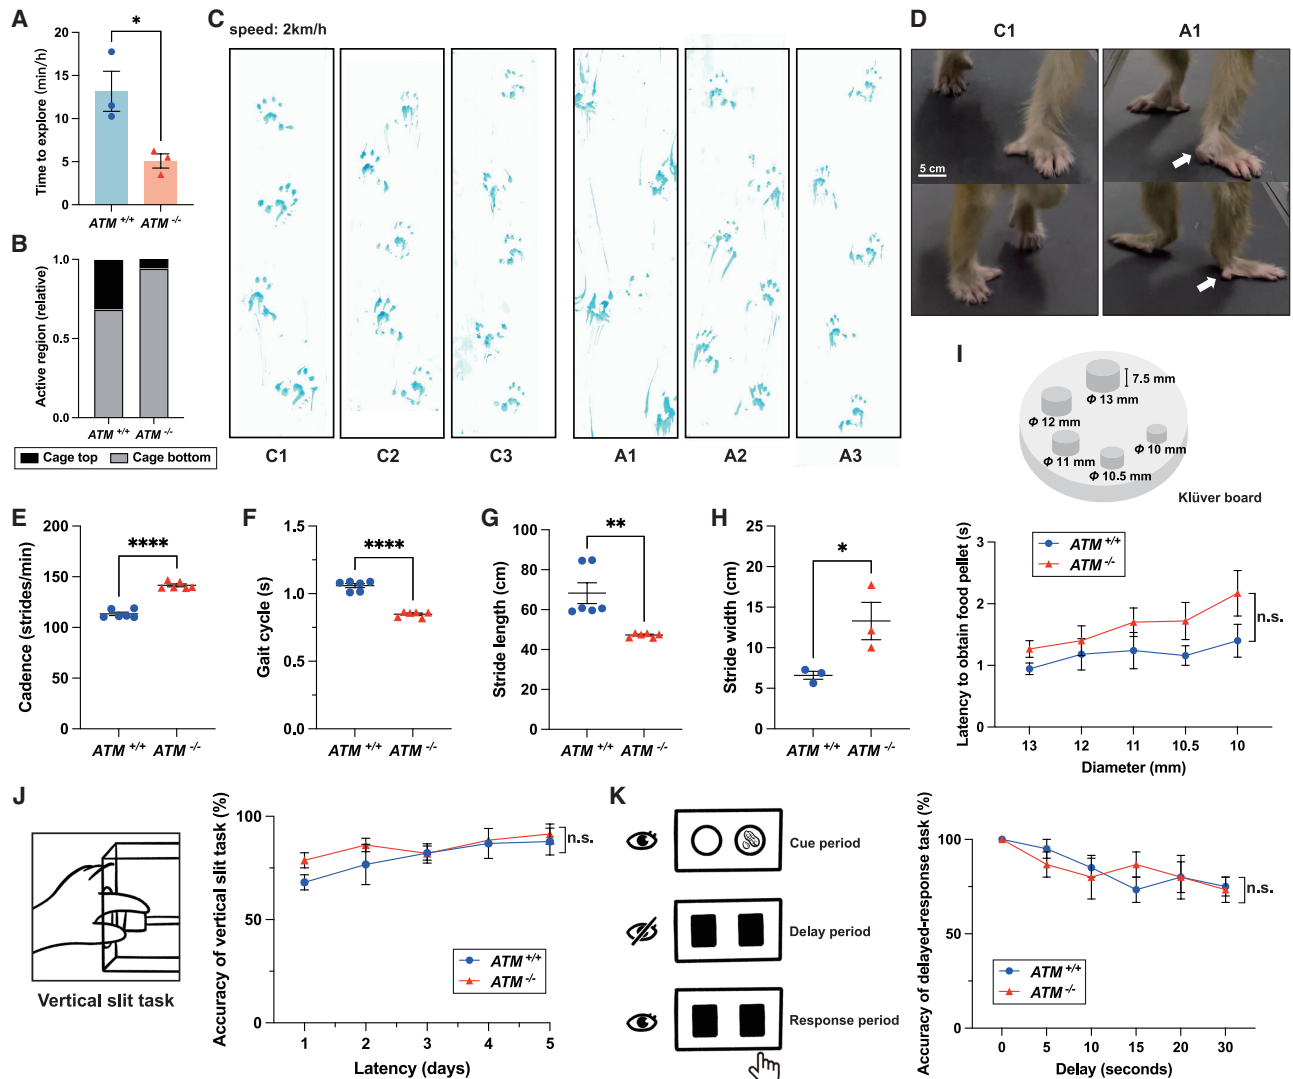 A
Time to explore (min/h)
20
15
10
5
0
*
ATM +/+ ATM -/-
B
Active region (relative)
1.0
0.5
0.0
ATM +/+ ATM -/-
Cage top Cage bottom
C
speed: 2km/h
C1 C2 C3 A1 A2 A3
D
C1 A1
5 cm
E
Cadence (strides/min)
200
150
100
50
0
****
ATM +/+ ATM -/-
F
Gait cycle (s)
1.5
1.0
0.5
0.0
****
ATM +/+ ATM -/-
G
Stride length (cm)
100
80
60
40
20
0
**
ATM +/+ ATM -/-
H
Stride width (cm)
25
20
15
10
5
0
*
ATM +/+ ATM -/-
I
7.5 mm
Φ 13 mm
Φ 12 mm
Φ 11 mm
Φ 10.5 mm
Φ 10 mm
Klüver board
Latency to obtain food pellet (s)
3
2
1
0
ATM +/+
ATM -/-
n.s.
13 12 11 10.5 10
Diameter (mm)
J
Vertical slit task
Accuracy of vertical slit task (%)
100
50
0
n.s.
ATM +/+
ATM -/-
1 2 3 4 5
Latency (days)
K
Cue period
Delay period
Response period
Accuracy of delayed-response task (%)
100
50
0
n.s.
ATM +/+
ATM -/-
0 5 10 15 20 30
Delay (seconds)